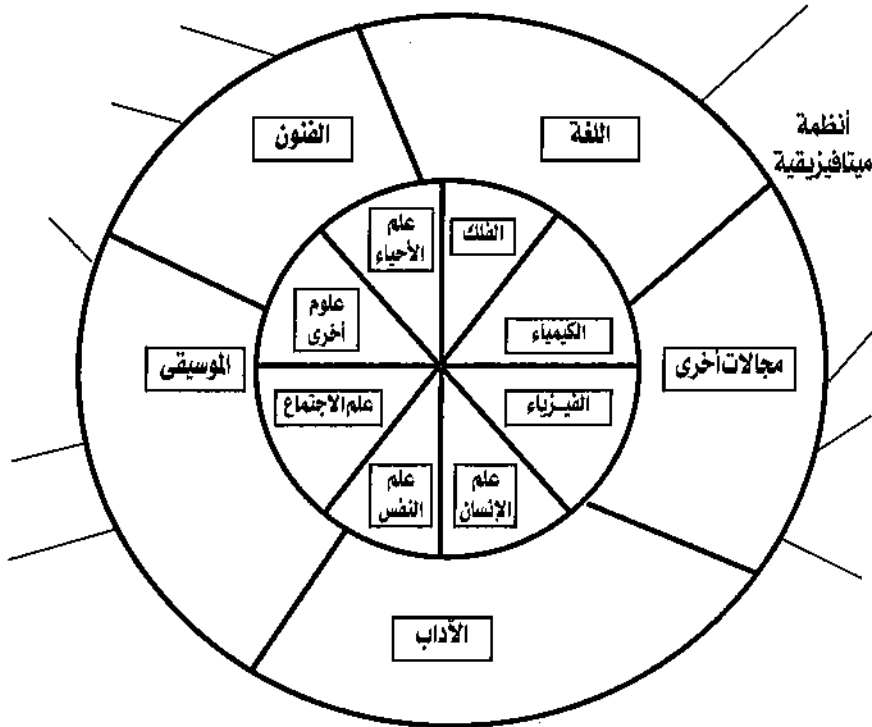 أنظمة
ميتافيزيقية
اللغة
الفنون
الفلك
علم
الأحياء
علوم
أخرى
الكيمياء
مجالات أخرى
الموسيقى
الفيزياء
علم الاجتماع
علم
الإنسان
علم
النفس
الآداب